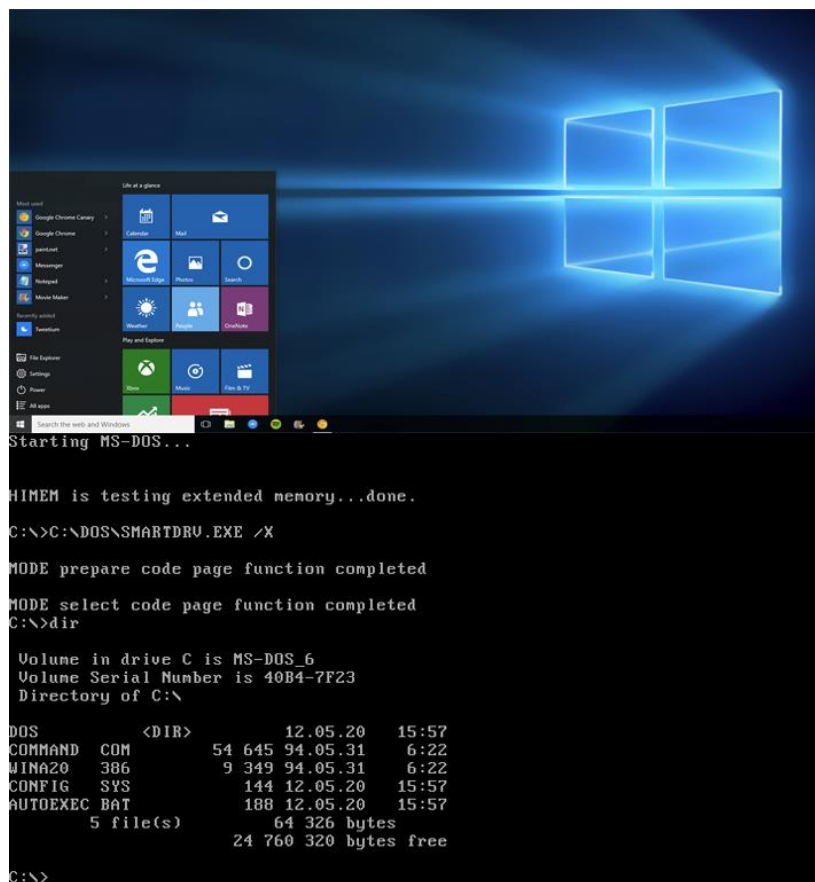 Life at a glance
Most used
Google Chrome Canary
Google Chrome
paint.net
Messenger
Notepad
Movie Maker
Recently added
Tweetium
File Explorer
Settings
Power
All apps
Calendar
Mail
Microsoft Edge
Photos
Search
Weather
People
OneNote
Play and Explore
Xbox
Music
Film & TV
Search the web and Windows
Starting MS-DOS...
HIMEM is testing extended memory...done.
C:\>C:\DOS\SMARTDRV.EXE /X
MODE prepare code page function completed
MODE select code page function completed
C:\>dir
Volume in drive C is MS-DOS_6
Volume Serial Number is 40B4-7F23
Directory of C:\
DOS <DIR> 12.05.20 15:57
COMMAND COM 54 645 94.05.31 6:22
WINA20 386 9 349 94.05.31 6:22
CONFIG SYS 144 12.05.20 15:57
AUTOEXEC BAT 188 12.05.20 15:57
5 file(s) 64 326 bytes
24 760 320 bytes free
C:\>